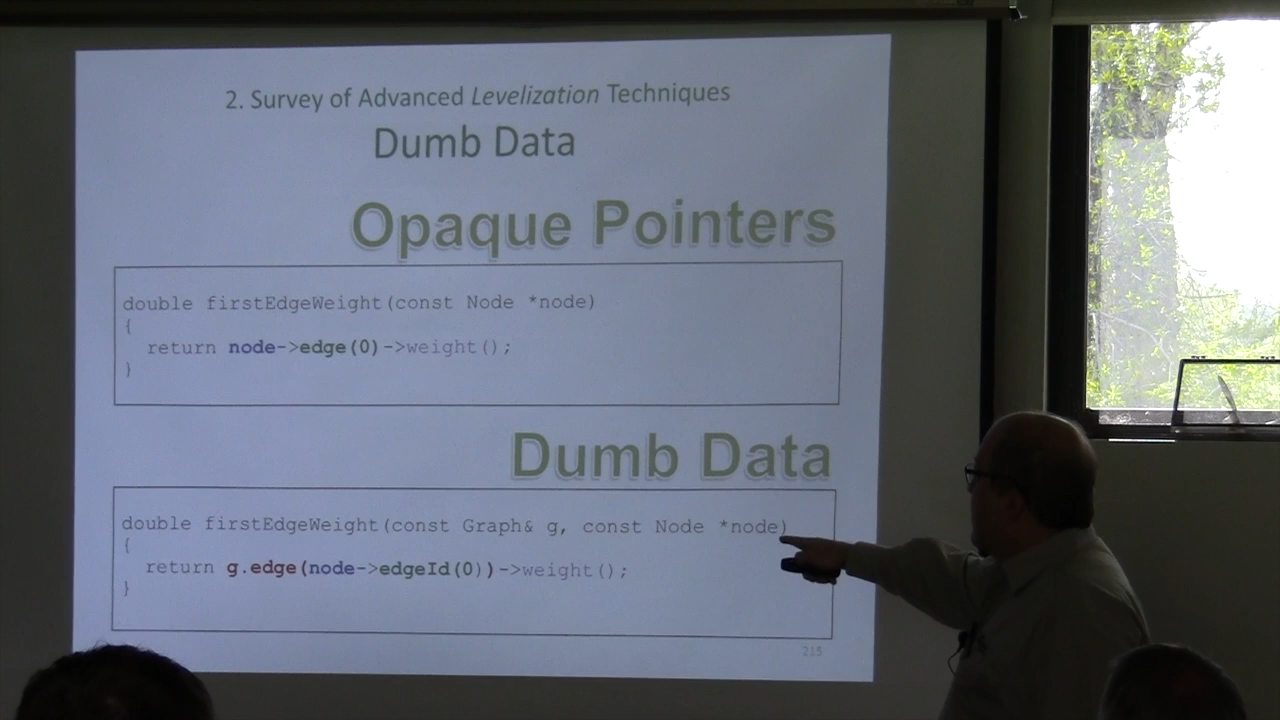 2. Survey of Advanced Levelization Techniques
Dumb Data
Opaque Pointers
double firstEdgeWeight(const Node *node)
{
return node->edge(0)->weight();
}
Dumb Data
double firstEdgeWeight(const Graph& g, const Node *node)
{
return g.edge(node->edgeId(0))->weight();
}
215